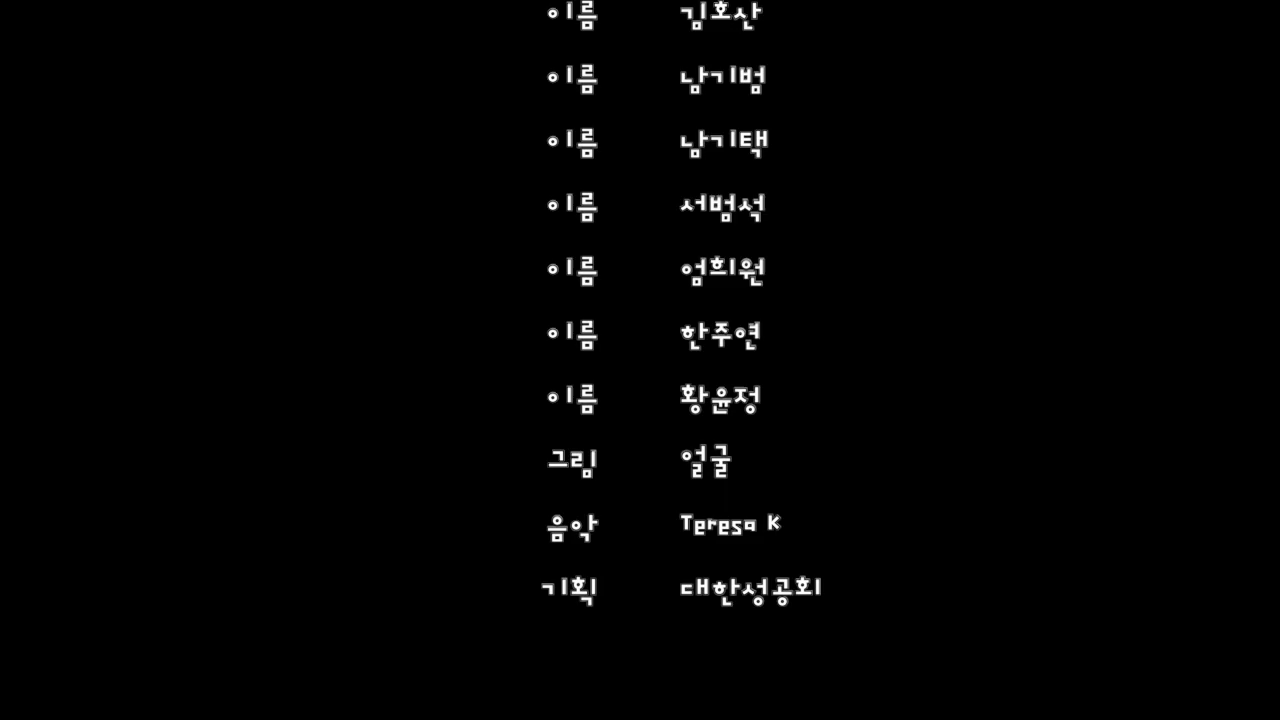 이름 김호산
이름 남기범
이름 남기택
이름 서범석
이름 엄희원
이름 한주연
이름 황윤정
그림 얼굴
음악 Teresa K
기획 대한성공회